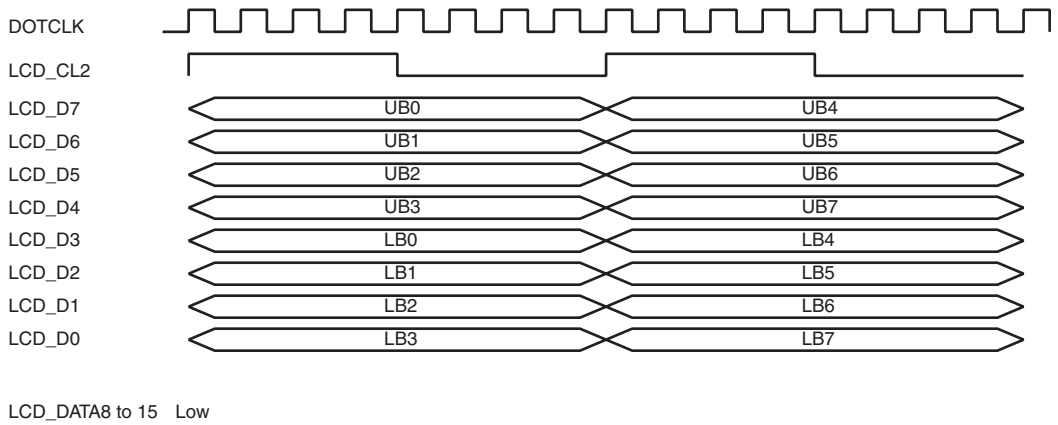 DOTCLK
LCD_CL2
LCD_D7 UB0 UB4
LCD_D6 UB1 UB5
LCD_D5 UB2 UB6
LCD_D4 UB3 UB7
LCD_D3 LB0 LB4
LCD_D2 LB1 LB5
LCD_D1 LB2 LB6
LCD_D0 LB3 LB7
LCD_DATA8 to 15 Low